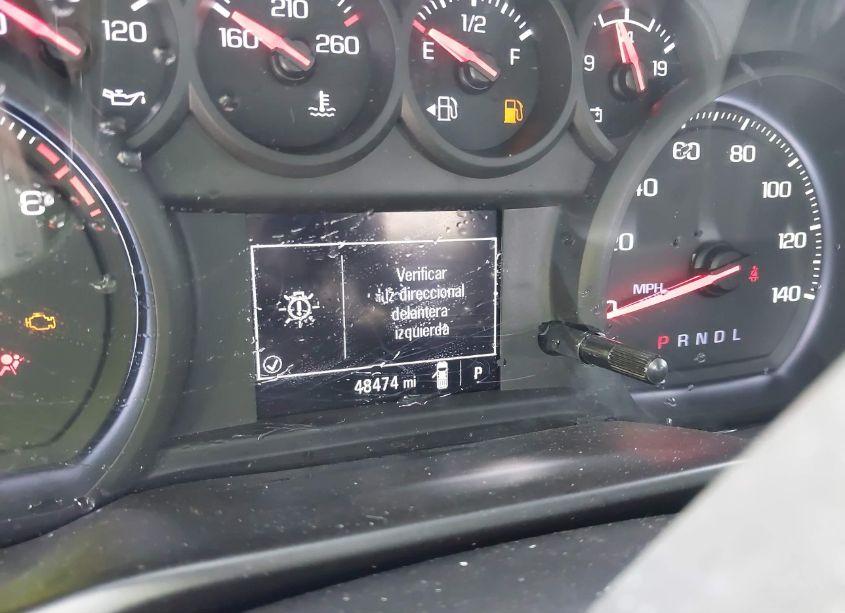 120
210
160
260
1/2
E
F
9
19
8
60
80
40
100
120
140
MPH
P R N D L
Verificar
luz direccional
delantera
izquierda
48474 mi
P